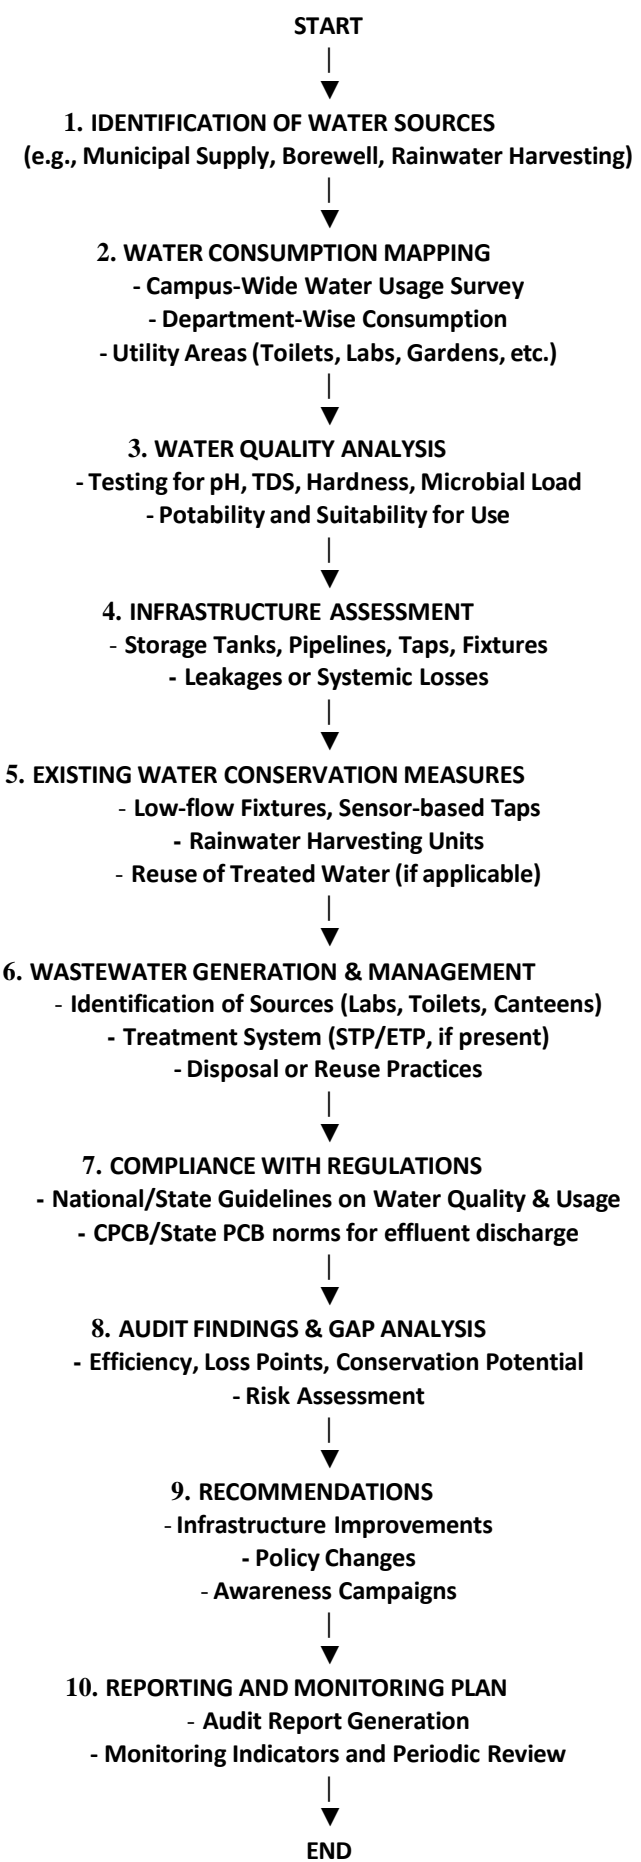 START
1. IDENTIFICATION OF WATER SOURCES
(e.g., Municipal Supply, Borewell, Rainwater Harvesting)
2. WATER CONSUMPTION MAPPING
- Campus-Wide Water Usage Survey
- Department-Wise Consumption
- Utility Areas (Toilets, Labs, Gardens, etc.)
3. WATER QUALITY ANALYSIS
- Testing for pH, TDS, Hardness, Microbial Load
- Potability and Suitability for Use
4. INFRASTRUCTURE ASSESSMENT
- Storage Tanks, Pipelines, Taps, Fixtures
- Leakages or Systemic Losses
5. EXISTING WATER CONSERVATION MEASURES
- Low-flow Fixtures, Sensor-based Taps
- Rainwater Harvesting Units
- Reuse of Treated Water (if applicable)
6. WASTEWATER GENERATION & MANAGEMENT
- Identification of Sources (Labs, Toilets, Canteens)
- Treatment System (STP/ETP, if present)
- Disposal or Reuse Practices
7. COMPLIANCE WITH REGULATIONS
- National/State Guidelines on Water Quality & Usage
- CPCB/State PCB norms for effluent discharge
8. AUDIT FINDINGS & GAP ANALYSIS
- Efficiency, Loss Points, Conservation Potential
- Risk Assessment
9. RECOMMENDATIONS
- Infrastructure Improvements
- Policy Changes
- Awareness Campaigns
10. REPORTING AND MONITORING PLAN
- Audit Report Generation
- Monitoring Indicators and Periodic Review
END